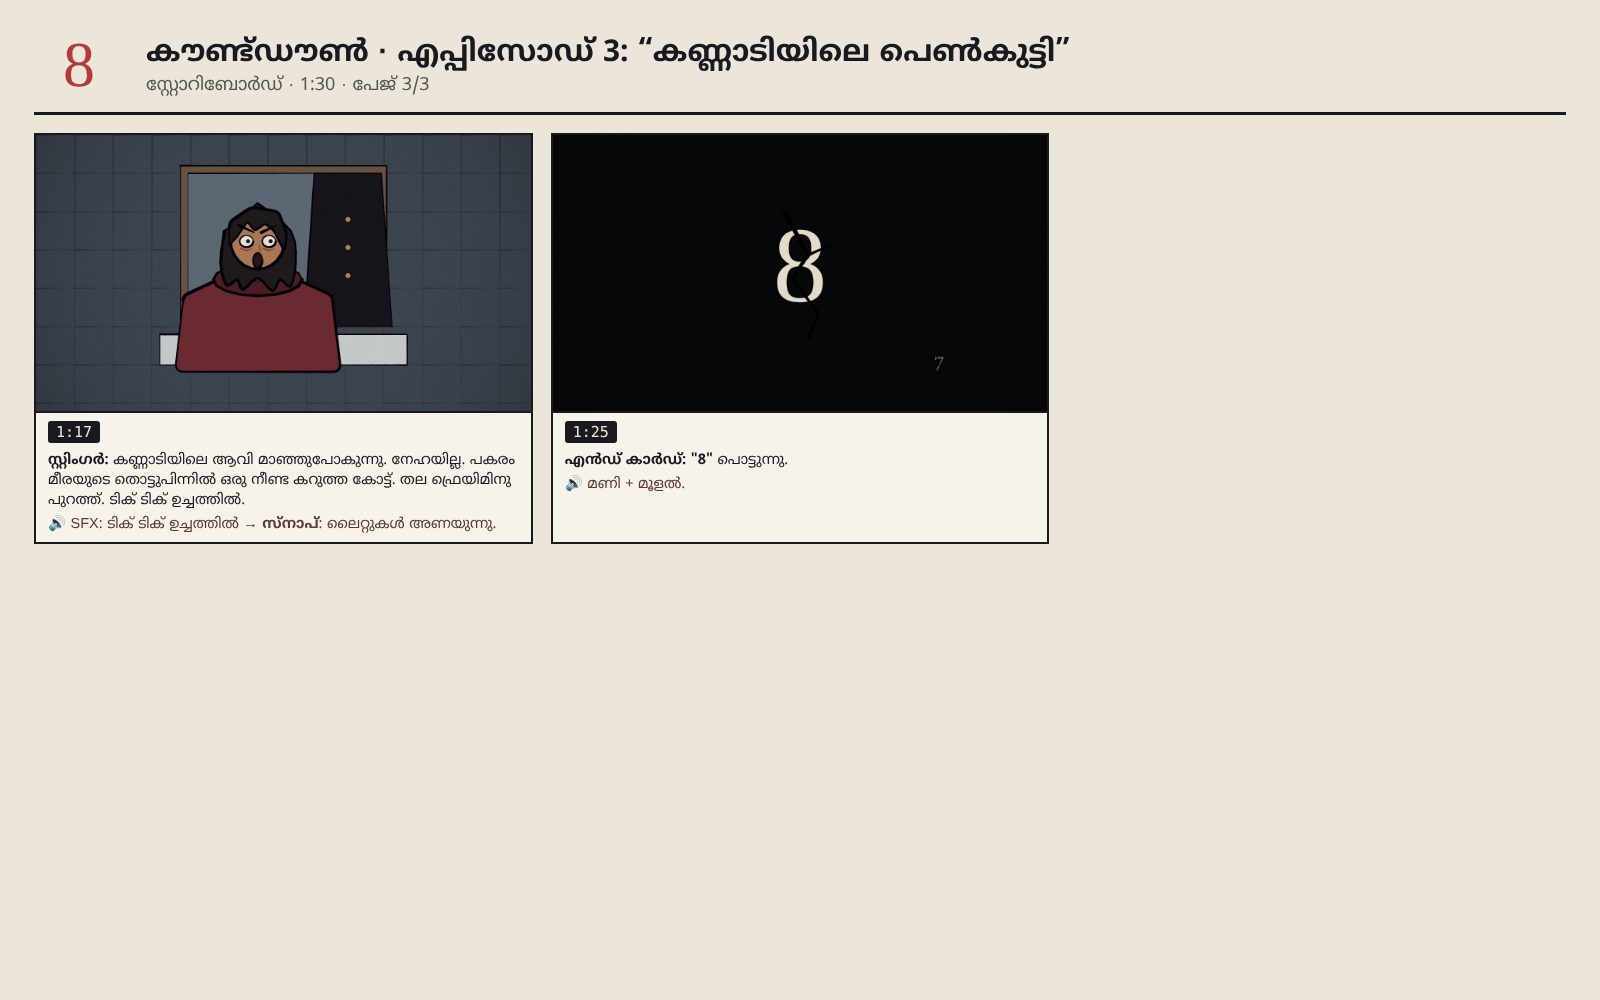 8
കൗണ്ട്ഡൗൺ · എപ്പിസോഡ് 3: “കണ്ണാടിയിലെ പെൺകുട്ടി”
സ്റ്റോറിബോർഡ് · 1:30 · പേജ് 3/3
1:17
സ്റ്റിംഗർ: കണ്ണാടിയിലെ ആവി മാഞ്ഞുപോകുന്നു. നേഹയില്ല. പകരം
മീരയുടെ തൊട്ടുപിന്നിൽ ഒരു നീണ്ട കറുത്ത കോട്ട്. തല ഫ്രെയിമിനു
പുറത്ത്. ടിക് ടിക് ഉച്ചത്തിൽ.
🔊 SFX: ടിക് ടിക് ഉച്ചത്തിൽ → സ്നാപ്: ലൈറ്റുകൾ അണയുന്നു.
8
7
1:25
എൻഡ് കാർഡ്: "8" പൊട്ടുന്നു.
🔊 മണി + മൂളൽ.